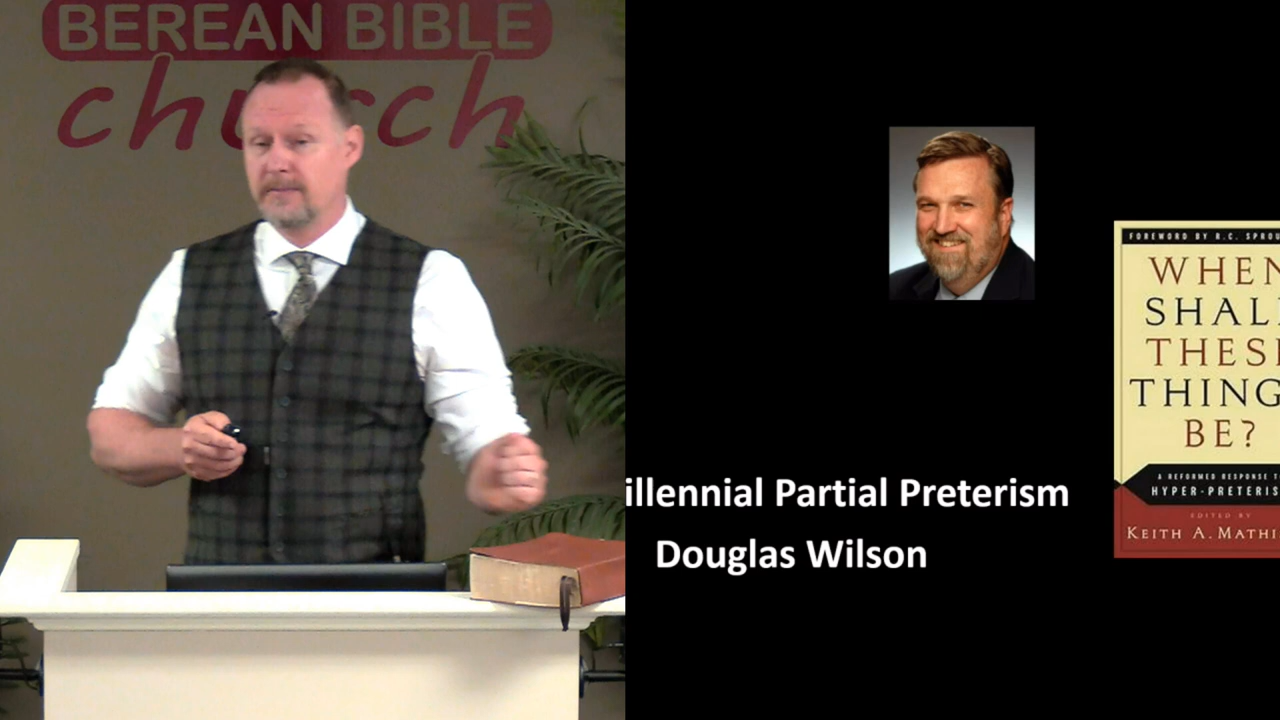 BEREAN BIBLE
church
illennial Partial Preterism
Douglas Wilson
FOREWORD BY R.C. SPROU
WHEN
SHAL
THESE
THING
BE?
A REFORMED RESPONSE T
HYPER-PRETERIS
EDITED BY
KEITH A. MATHI